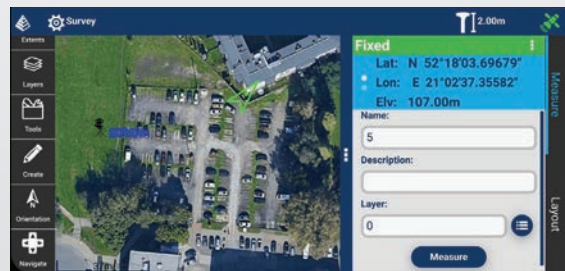 Survey
2.00m
Extents
Layers
Tools
Create
Orientation
Navigate
Fixed
Lat: N 52°18'03.69679"
Lon: E 21°02'37.35582"
Elv: 107.00m
Name:
5
Description:
Layer:
0
Measure
Measure
Layout